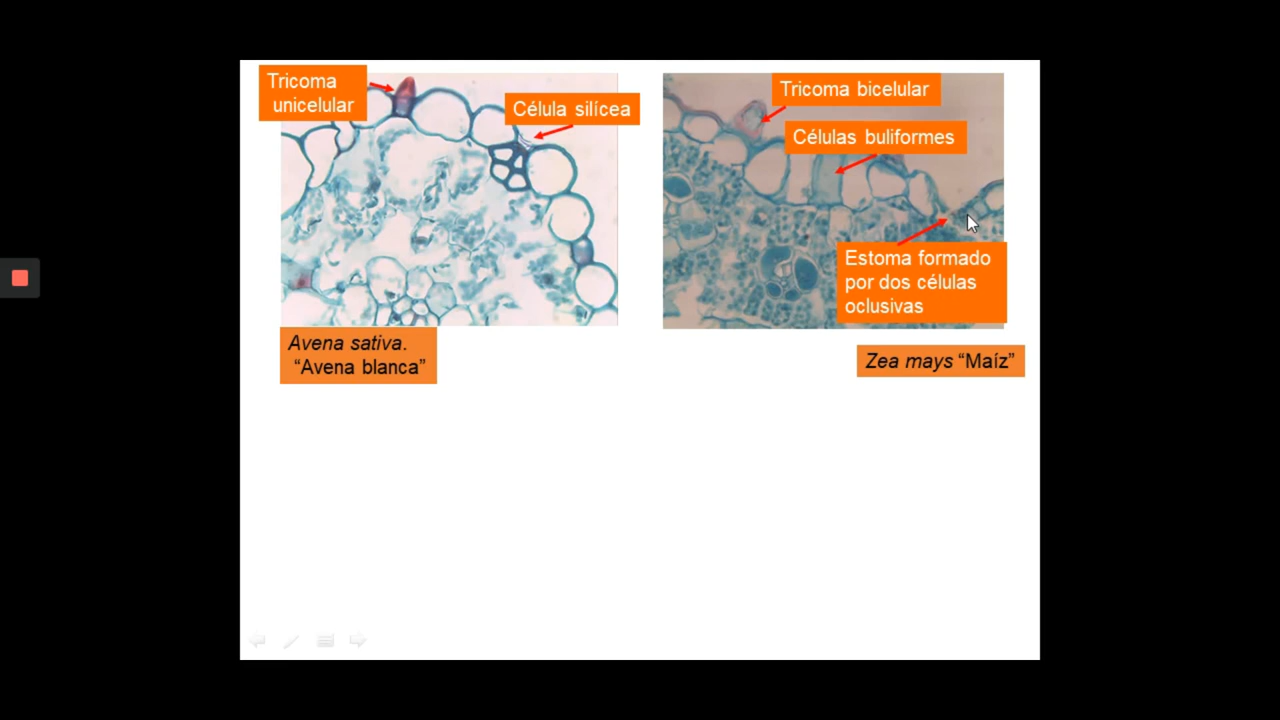 Tricoma
unicelular
Célula silícea
Avena sativa.
“Avena blanca”
Tricoma bicelular
Células buliformes
Estoma formado
por dos células
oclusivas
Zea mays “Maíz”